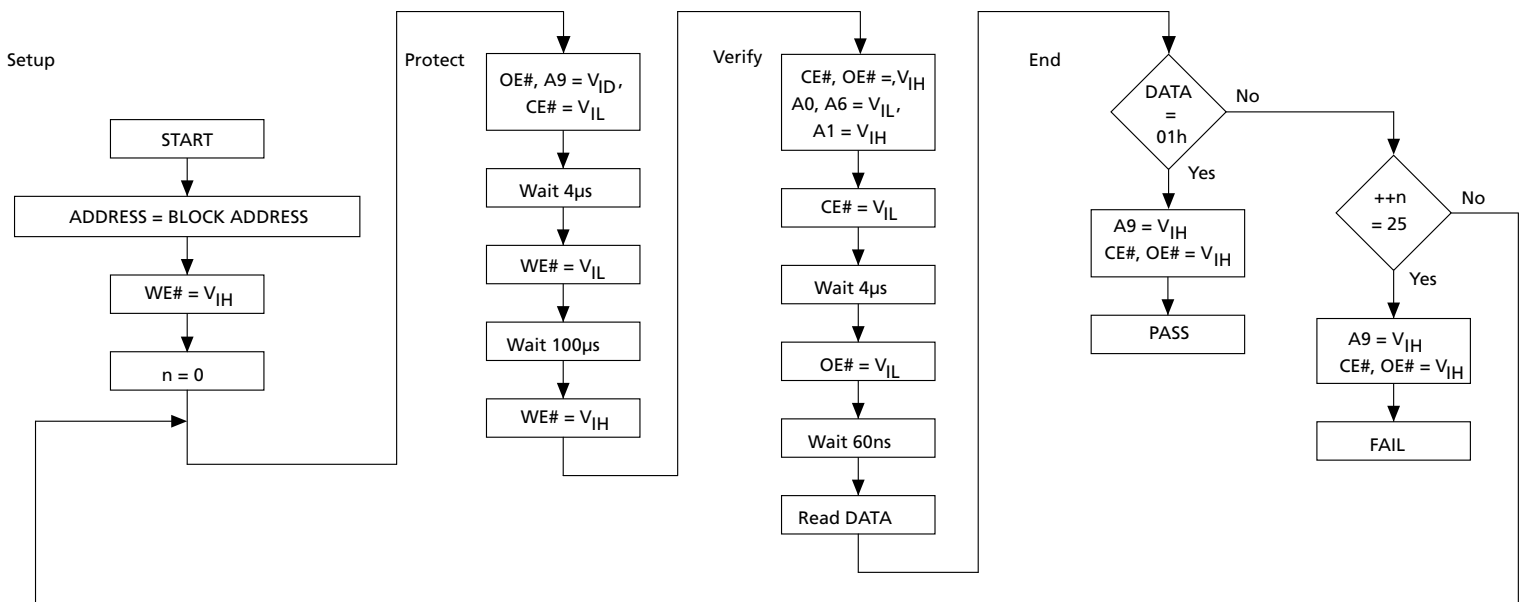 Setup
START
ADDRESS = BLOCK ADDRESS
WE# = VIH
n = 0
Protect
OE#, A9 = VID,
CE# = VIL
Wait 4µs
WE# = VIL
Wait 100µs
WE# = VIH
Verify
CE#, OE# =,VIH
A0, A6 = VIL,
A1 = VIH
CE# = VIL
Wait 4µs
OE# = VIL
Wait 60ns
Read DATA
End
DATA
=
01h
No
Yes
A9 = VIH
CE#, OE# = VIH
PASS
++n
= 25
No
Yes
A9 = VIH
CE#, OE# = VIH
FAIL